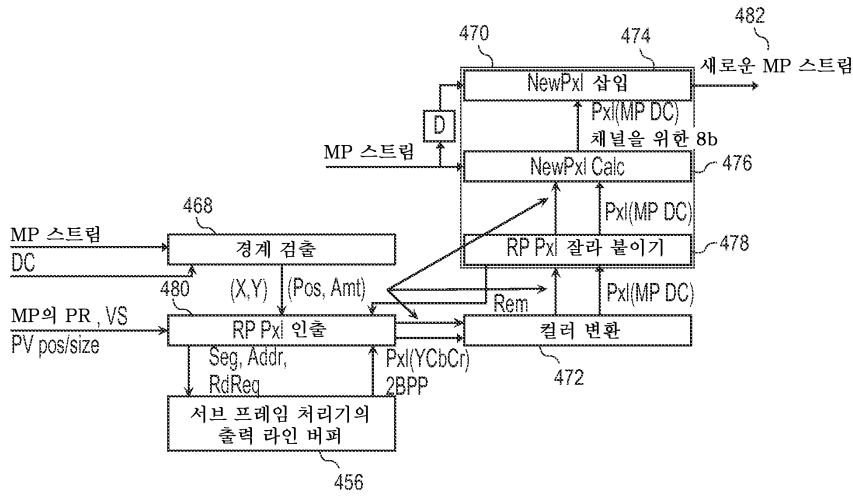 482
470
474
새로운 MP 스트림
NewPxl 삽입
D
Pxl(MP DC)
채널을 위한 8b
MP 스트림
NewPxl Calc
476
468
Pxl(MP DC)
MP 스트림
DC
경계 검출
RP Pxl 잘라 붙이기
478
480
(X,Y)
(Pos, Amt)
Rem
Pxl(MP DC)
MP의 PR , VS
PV pos/size
RP Pxl 인출
컬러 변환
Seg, Addr,
RdReq
Pxl(YCbCr)
2BPP
472
서브 프레임 처리기의
출력 라인 버퍼
456